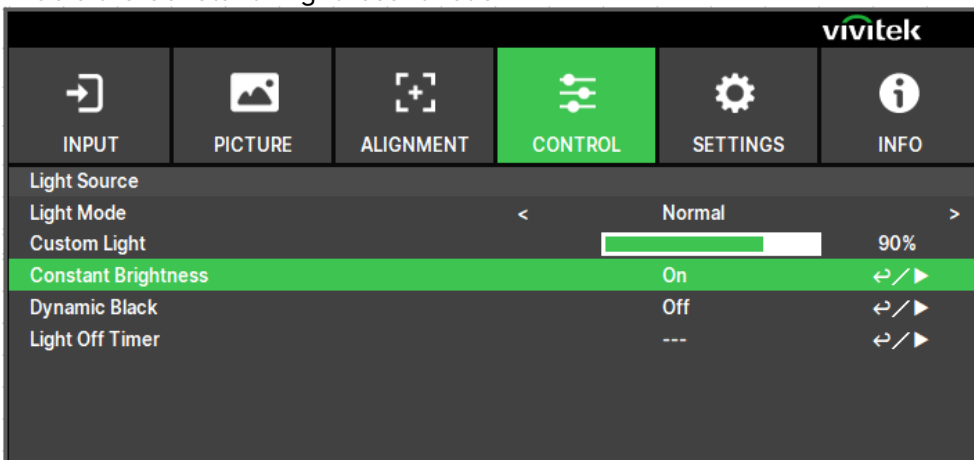 vivitek
INPUT PICTURE ALIGNMENT CONTROL SETTINGS INFO
Light Source
Light Mode < Normal >
Custom Light 90%
Constant Brightness On
Dynamic Black Off
Light Off Timer ---